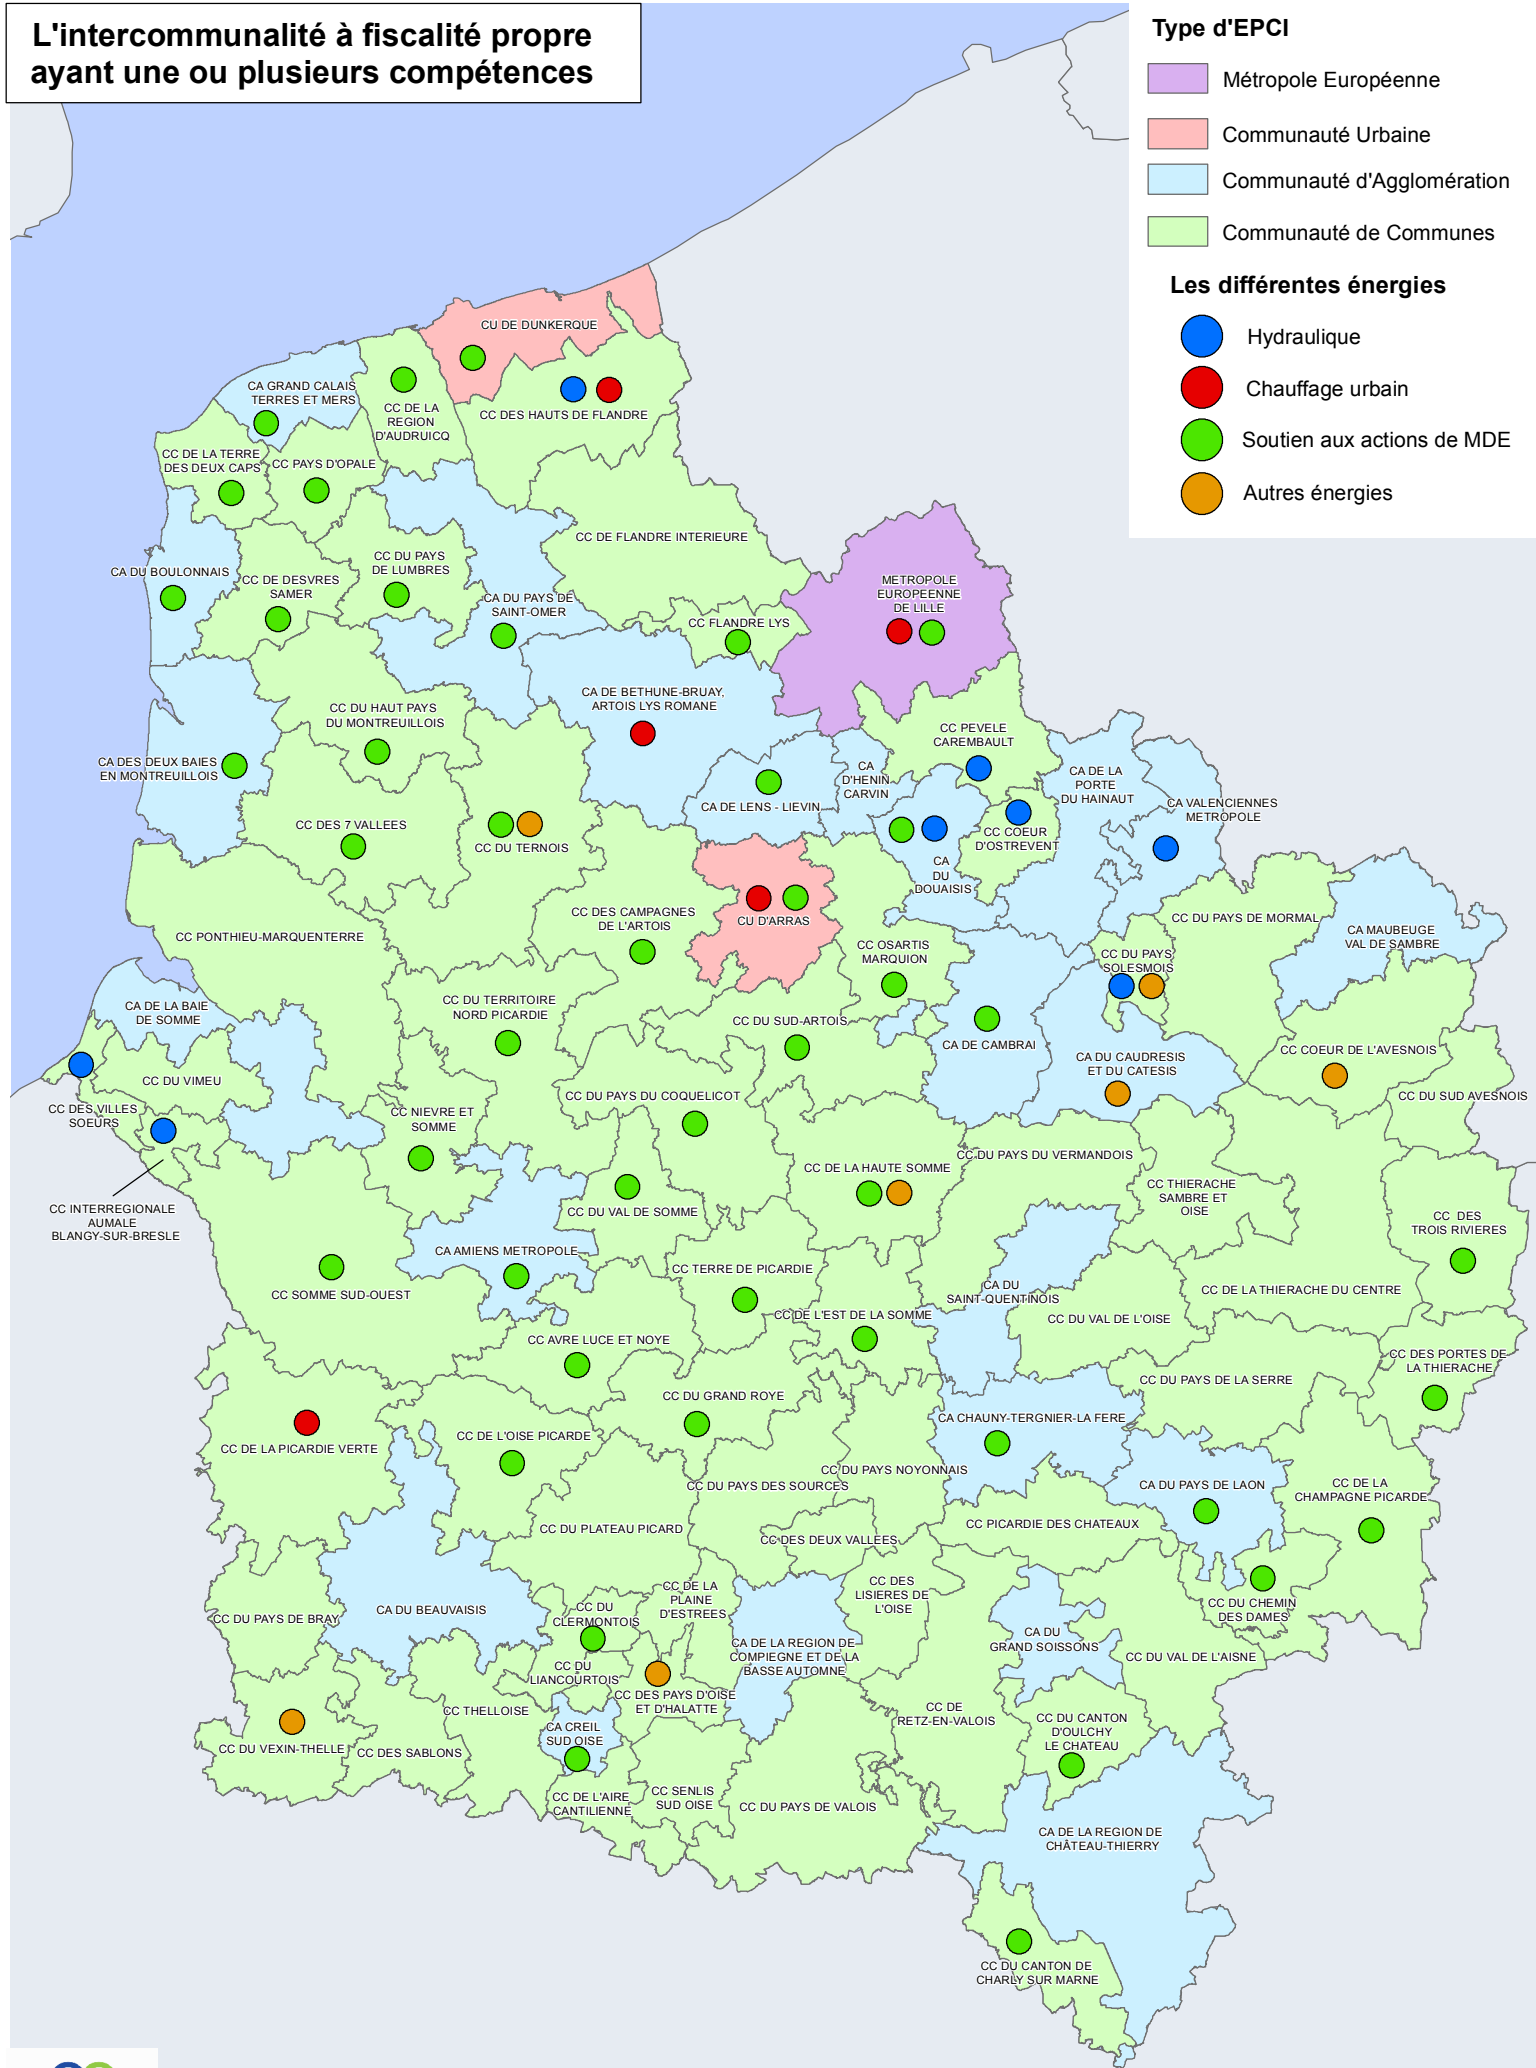 L'intercommunalité à fiscalité propre
ayant une ou plusieurs compétences
Type d'EPCI
Métropole Européenne
Communauté Urbaine
Communauté d'Agglomération
Communauté de Communes
Les différentes énergies
Hydraulique
Chauffage urbain
Soutien aux actions de MDE
Autres énergies
CU DE DUNKERQUE
CA GRAND CALAIS
TERRES ET MERS
CC DE LA
REGION
D'AUDRUICQ
CC DES HAUTS DE FLANDRE
CC DE LA TERRE
DES DEUX CAPS
CC PAYS D'OPALE
CC DE FLANDRE INTERIEURE
CA DU BOULONNAIS
CC DE DESVRES
SAMER
CC DU PAYS
DE LUMBRES
CA DU PAYS DE
SAINT-OMER
CC FLANDRE LYS
METROPOLE
EUROPEENNE
DE LILLE
CA DE BETHUNE-BRUAY,
ARTOIS LYS ROMANE
CC DU HAUT PAYS
DU MONTREUILLOIS
CA DES DEUX BAIES
EN MONTREUILLOIS
CC PEVELE
CAREMBAULT
CA
D'HENIN
CARVIN
CA DE LENS - LIEVIN
CA DE LA
PORTE
DU HAINAUT
CA VALENCIENNES
METROPOLE
CC DES 7 VALLEES
CC DU TERNOIS
CC COEUR
D'OSTREVENT
CA
DU
DOUAISIS
CC DES CAMPAGNES
DE L'ARTOIS
CU D'ARRAS
CC PONTHIEU-MARQUENTERRE
CC OSARTIS
MARQUION
CC DU PAYS DE MORMAL
CA MAUBEUGE
VAL DE SAMBRE
CC DU PAYS
SOLESMOIS
CA DE LA BAIE
DE SOMME
CC DU TERRITOIRE
NORD PICARDIE
CC DU SUD-ARTOIS
CA DE CAMBRAI
CA DU CAUDRESIS
ET DU CATESIS
CC COEUR DE L'AVESNOIS
CC DU VIMEU
CC DES VILLES
SOEURS
CC NIEVRE ET
SOMME
CC DU PAYS DU COQUELICOT
CC DU SUD AVESNOIS
CC DE LA HAUTE SOMME
CC DU PAYS DU VERMANDOIS
CC THIERACHE
SAMBRE ET
OISE
CC INTERREGIONALE
AUMALE
BLANGY-SUR-BRESLE
CC DU VAL DE SOMME
CC DES
TROIS RIVIERES
CA AMIENS METROPOLE
CC TERRE DE PICARDIE
CC SOMME SUD-OUEST
CA DU
SAINT-QUENTINOIS
CC DE LA THIERACHE DU CENTRE
CC DE L'EST DE LA SOMME
CC DU VAL DE L'OISE
CC AVRE LUCE ET NOYE
CC DES PORTES DE
LA THIERACHE
CC DU PAYS DE LA SERRE
CC DU GRAND ROYE
CC DE LA PICARDIE VERTE
CC DE L'OISE PICARDE
CA CHAUNY-TERGNIER-LA FERE
CC DU PAYS NOYONNAIS
CC DU PAYS DES SOURCES
CA DU PAYS DE LAON
CC DE LA
CHAMPAGNE PICARDE
CC DU PLATEAU PICARD
CC DES DEUX VALLEES
CC PICARDIE DES CHATEAUX
CC DU PAYS DE BRAY
CA DU BEAUVAISIS
CC DU
CLERMONTOIS
CC DE LA
PLAINE
D'ESTREES
CC DES
LISIERES DE
L'OISE
CC DU CHEMIN
DES DAMES
CA DE LA REGION DE
COMPIEGNE ET DE LA
BASSE AUTOMNE
CA DU
GRAND SOISSONS
CC DU VAL DE L'AISNE
CC DU
LIANCOURTOIS
CC DES PAYS D'OISE
ET D'HALATTE
CC THELLOISE
CC DU VEXIN-THELLE
CC DES SABLONS
CA CREIL
SUD OISE
CC DE
RETZ-EN-VALOIS
CC DU CANTON
D'OULCHY
LE CHATEAU
CC DE L'AIRE
CANTILIENNE
CC SENLIS
SUD OISE
CC DU PAYS DE VALOIS
CA DE LA REGION DE
CHÂTEAU-THIERRY
CC DU CANTON DE
CHARLY SUR MARNE